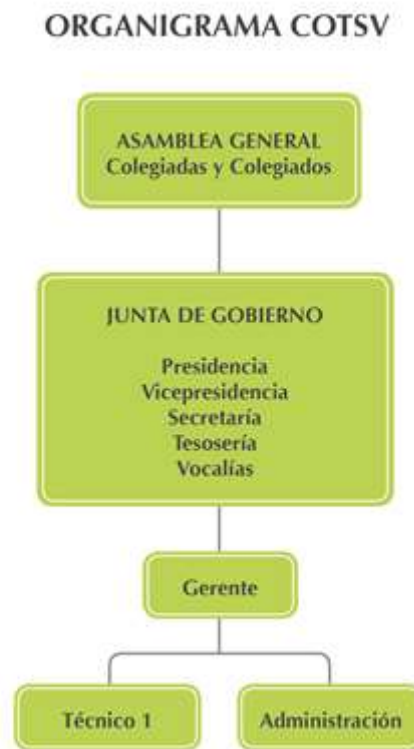 ORGANIGRAMA COTSV
ASAMBLEA GENERAL
Colegiadas y Colegiados
JUNTA DE GOBIERNO
Presidencia
Vicepresidencia
Secretaría
Tesosería
Vocalías
Gerente
Técnico 1
Administración